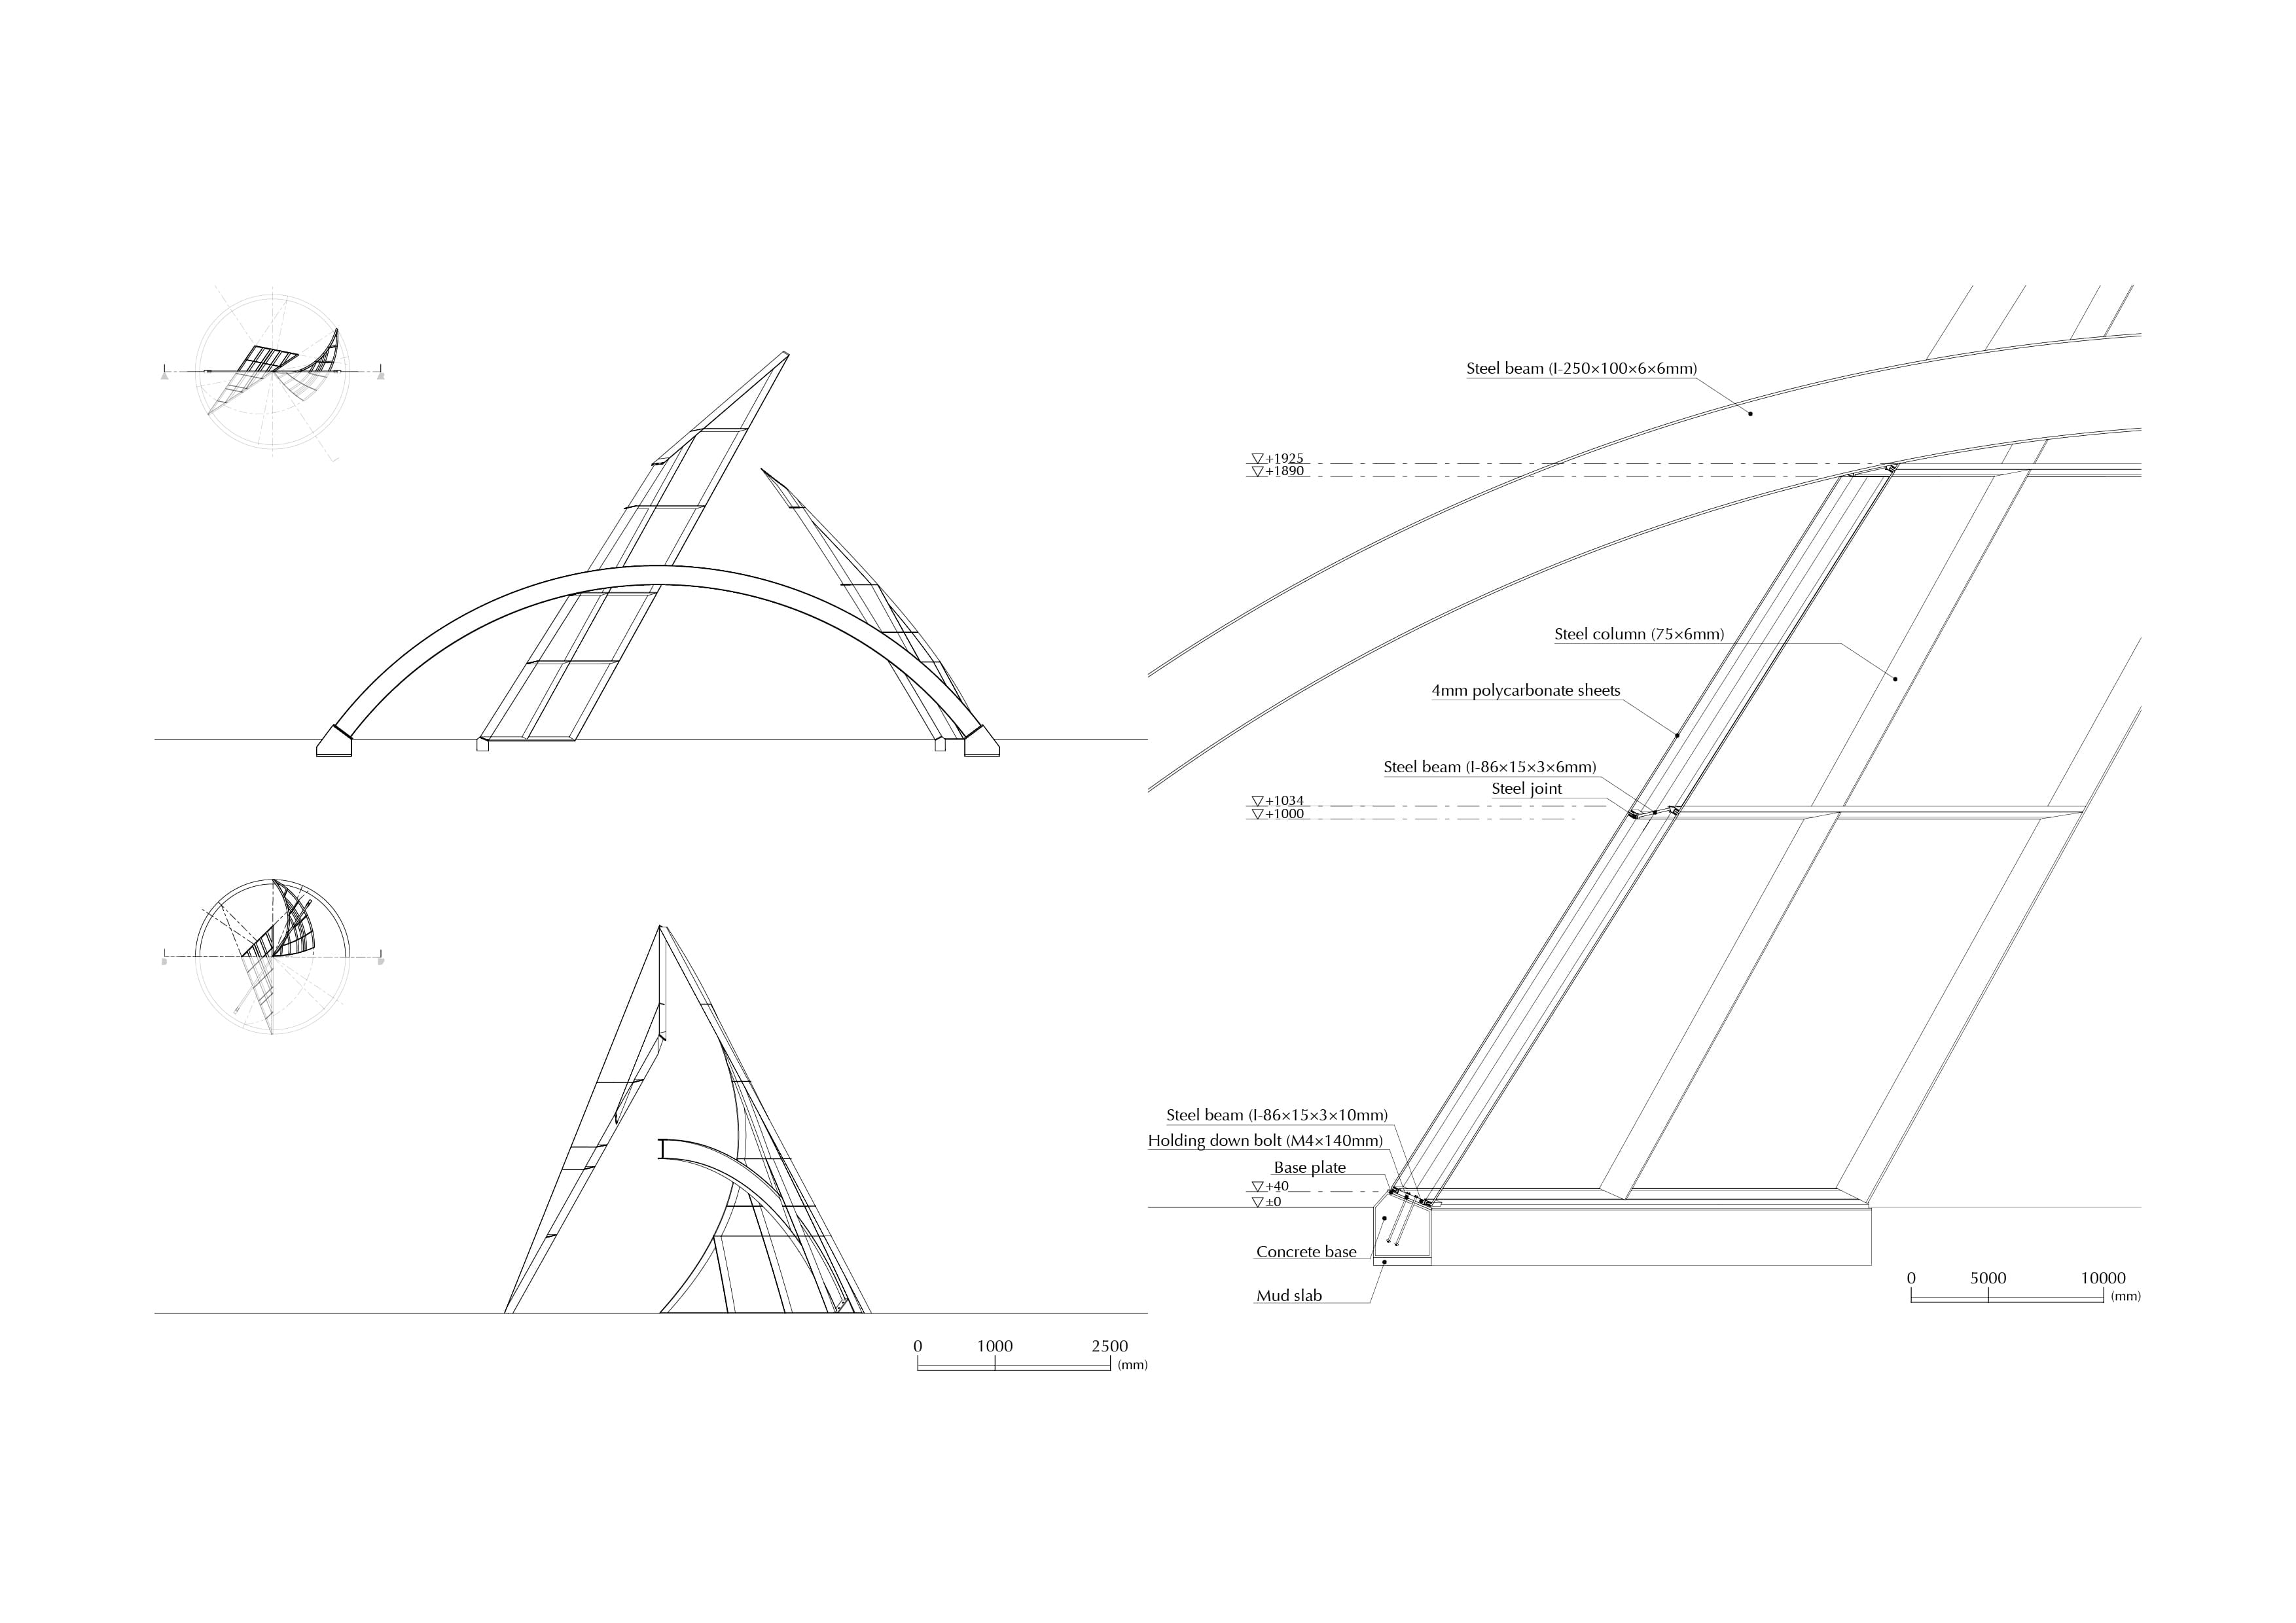 Steel beam (I-250×100×6×6mm)
+1925
+1890
Steel column (75×6mm)
4mm polycarbonate sheets
Steel beam (I-86×15×3×6mm)
Steel joint
+1034
+1000
Steel beam (I-86×15×3×10mm)
Holding down bolt (M4×140mm)
Base plate
+40
±0
Concrete base
Mud slab
0 5000 10000
(mm)
0 1000 2500
(mm)